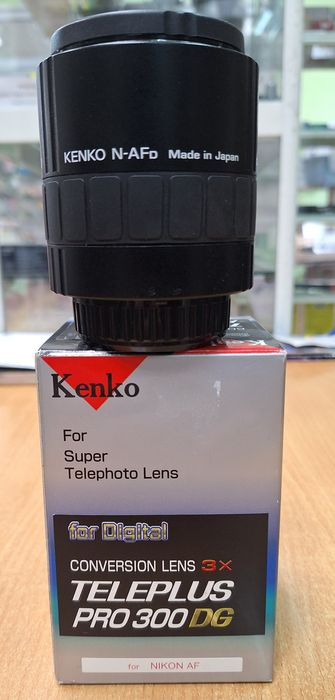 KENKO N-AFD Made in Japan
Kenko
For
Super
Telephoto Lens
for Digital
CONVERSION LENS 3X
TELEPLUS
PRO 300 DG
for NIKON AF